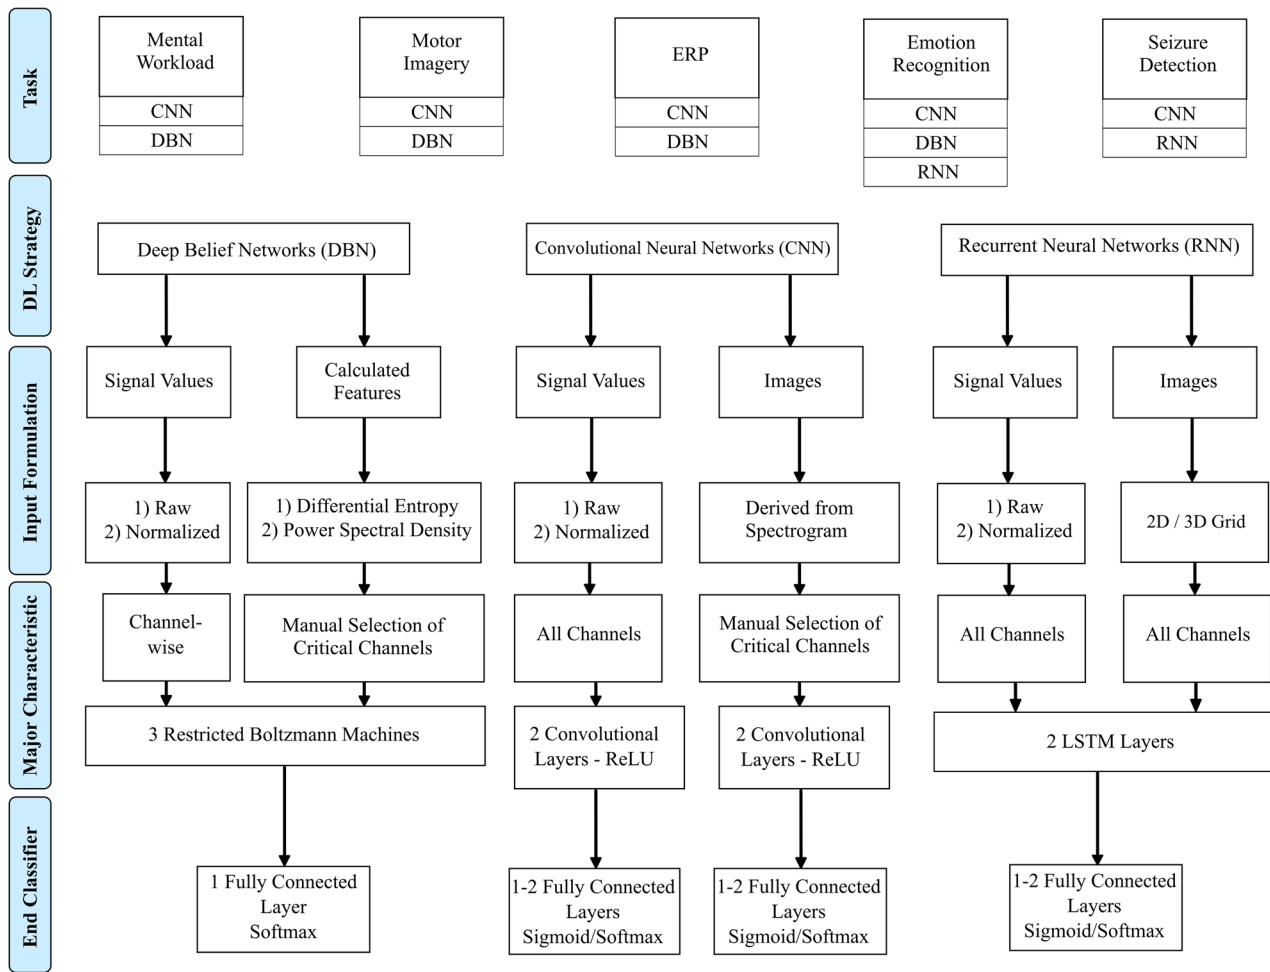 Task
Mental
Workload
CNN
DBN
Motor
Imagery
CNN
DBN
ERP
CNN
DBN
Emotion
Recognition
CNN
DBN
RNN
Seizure
Detection
CNN
RNN
DL Strategy
Deep Belief Networks (DBN)
Convolutional Neural Networks (CNN)
Recurrent Neural Networks (RNN)
Input Formulation
Signal Values
Calculated
Features
Signal Values
Images
Signal Values
Images
1) Raw
2) Normalized
1) Differential Entropy
2) Power Spectral Density
1) Raw
2) Normalized
Derived from
Spectrogram
1) Raw
2) Normalized
2D / 3D Grid
Major Characteristic
Channel-
wise
Manual Selection of
Critical Channels
All Channels
Manual Selection of
Critical Channels
All Channels
All Channels
3 Restricted Boltzmann Machines
2 Convolutional
Layers - ReLU
2 Convolutional
Layers - ReLU
2 LSTM Layers
End Classifier
1 Fully Connected
Layer
Softmax
1-2 Fully Connected
Layers
Sigmoid/Softmax
1-2 Fully Connected
Layers
Sigmoid/Softmax
1-2 Fully Connected
Layers
Sigmoid/Softmax